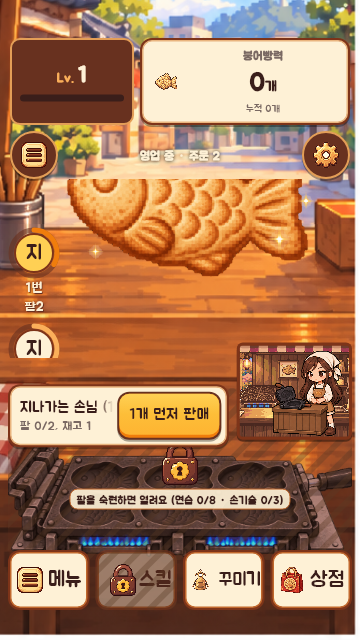 Lv. 1
붕어빵력
0개
누적 0개
영업 중 · 주문 2
지
1번
팥2
지
지나가는 손님 (
팥 0/2, 재고 1
1개 먼저 판매
팥을 숙련하면 열려요 (연습 0/8 · 손기술 0/3)
메뉴
스킬
꾸미기
상점